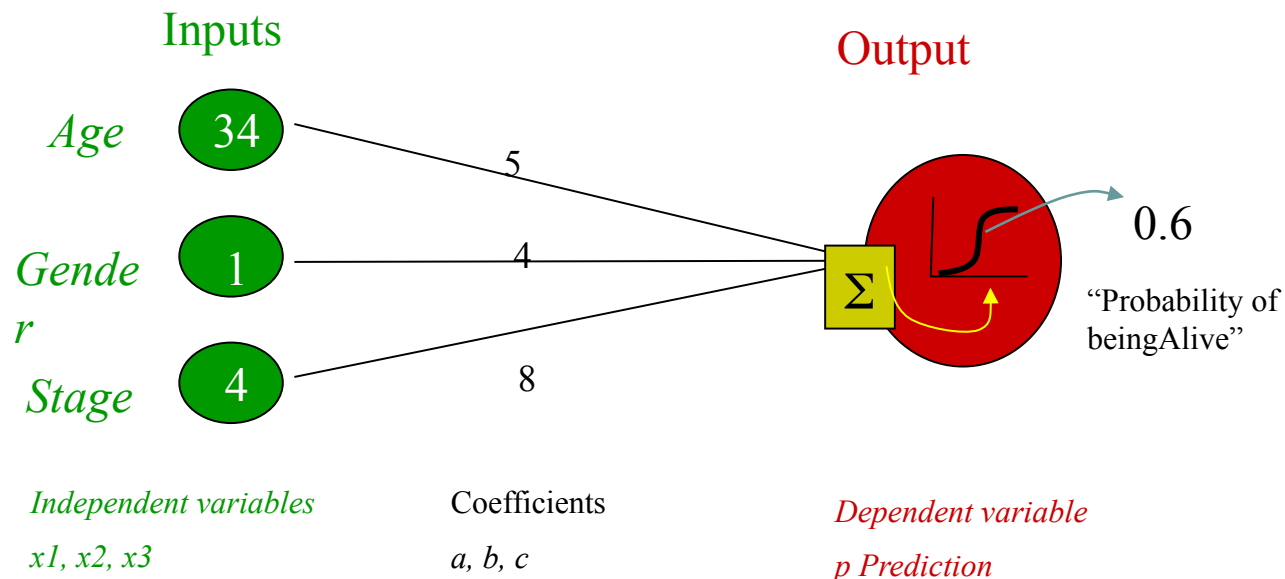 Inputs
Output
Age
34
5
Gende
r
1
4
Σ
0.6
“Probability of
beingAlive”
Stage
4
8
Independent variables
x1, x2, x3
Coefficients
a, b, c
Dependent variable
p Prediction